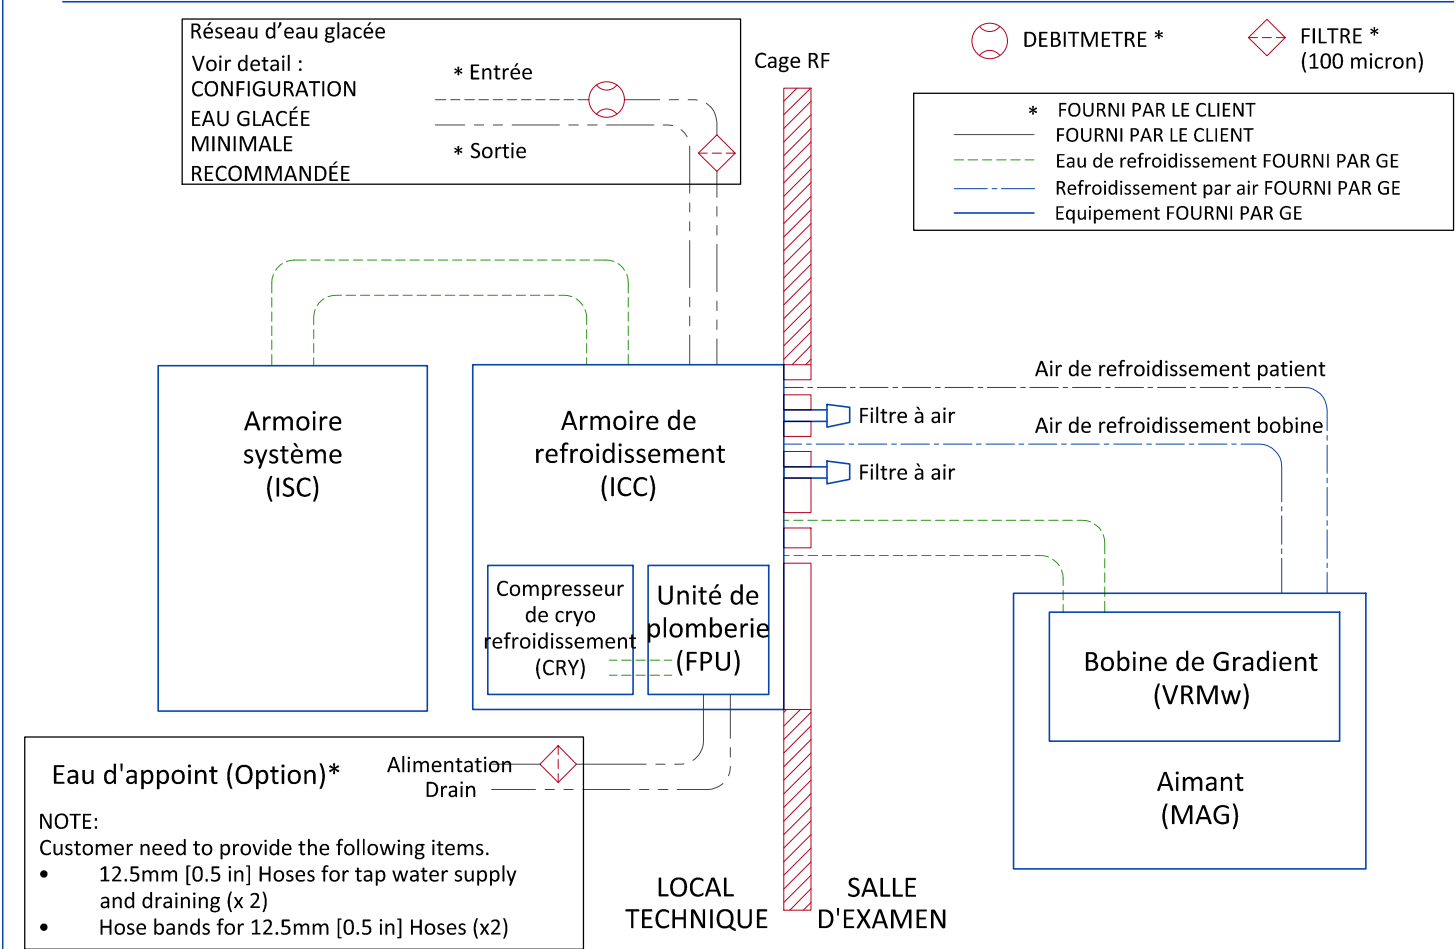 Réseau d’eau glacée
Voir detail :
CONFIGURATION
EAU GLACÉE
MINIMALE
RECOMMANDÉE
* Entrée
* Sortie
Cage RF
DEBITMETRE *
FILTRE *
(100 micron)
* FOURNI PAR LE CLIENT
FOURNI PAR LE CLIENT
Eau de refroidissement FOURNI PAR GE
Refroidissement par air FOURNI PAR GE
Equipement FOURNI PAR GE
Armoire
système
(ISC)
Armoire de
refroidissement
(ICC)
Air de refroidissement patient
Filtre à air
Air de refroidissement bobine
Filtre à air
Compresseur
de cryo
refroidissement
(CRY)
Unité de
plomberie
(FPU)
Bobine de Gradient
(VRMw)
Aimant
(MAG)
Eau d'appoint (Option)*
Alimentation
Drain
NOTE:
Customer need to provide the following items.
• 12.5mm [0.5 in] Hoses for tap water supply
and draining (x 2)
• Hose bands for 12.5mm [0.5 in] Hoses (x2)
LOCAL
TECHNIQUE
SALLE
D'EXAMEN